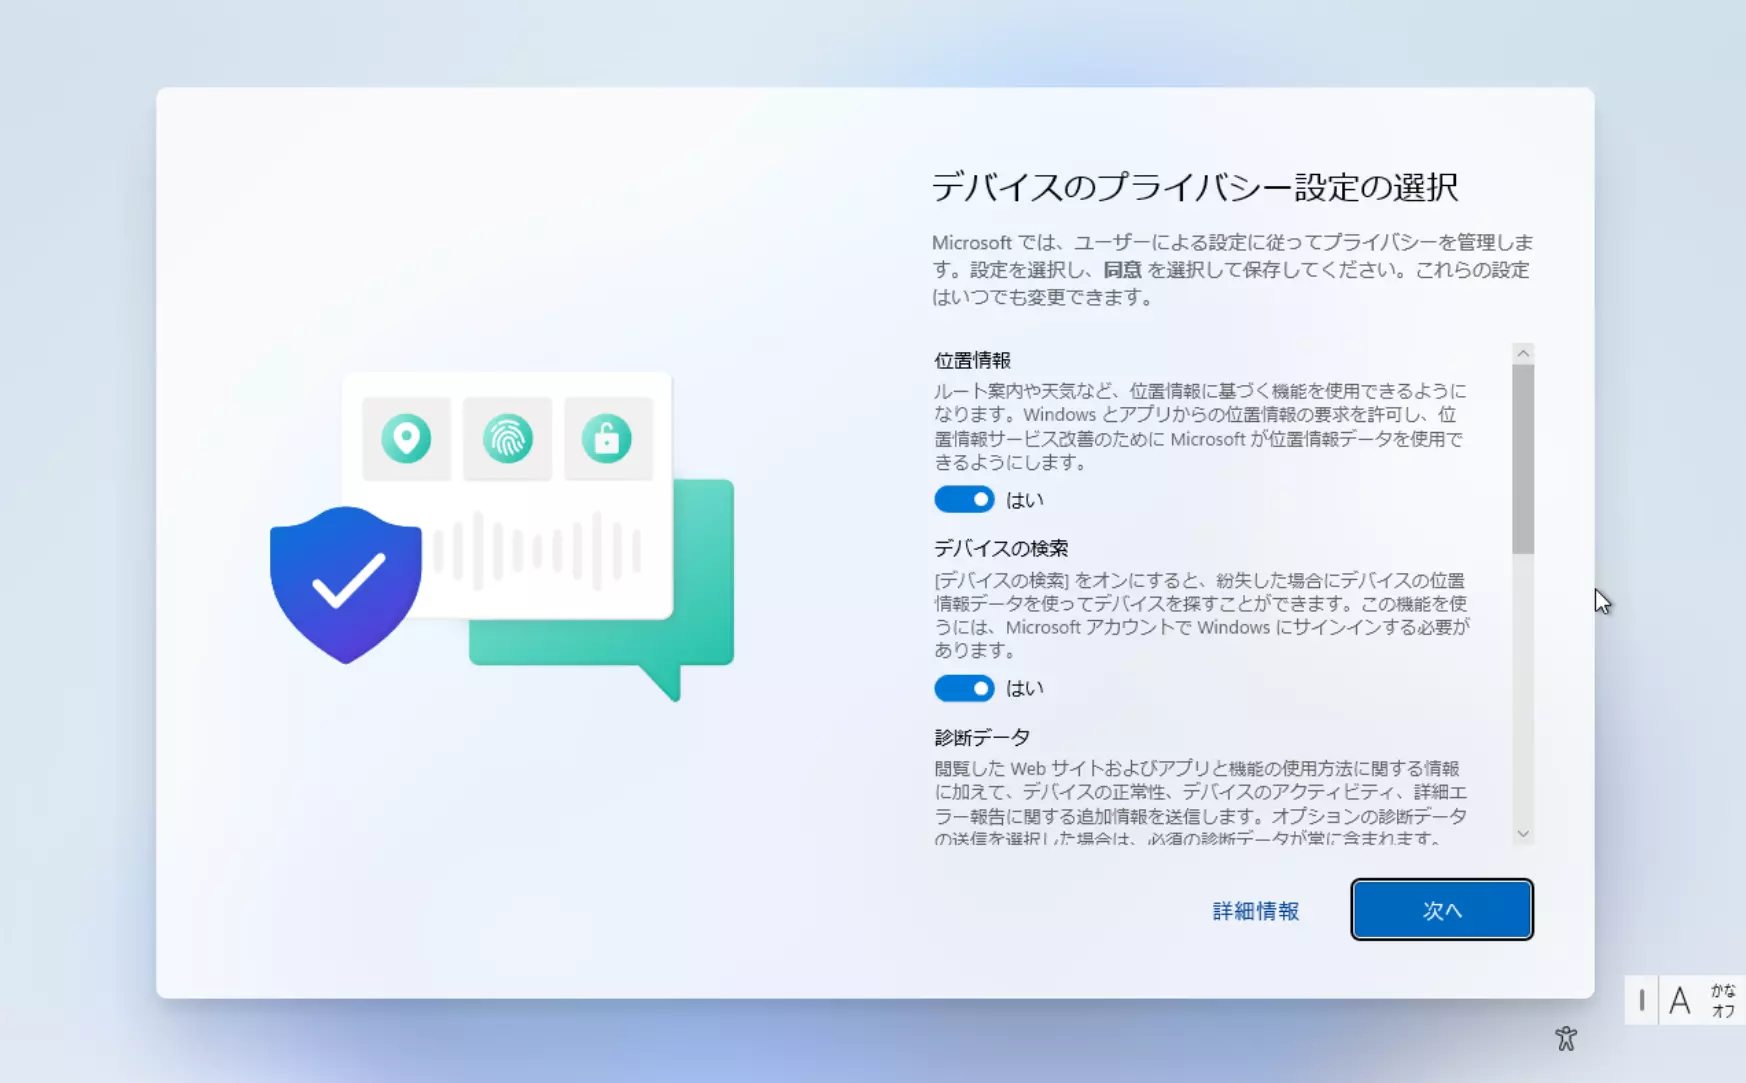 デバイスのプライバシー設定の選択
Microsoft では、ユーザーによる設定に従ってプライバシーを管理しま
す。設定を選択し、同意 を選択して保存してください。これらの設定
はいつでも変更できます。
位置情報
ルート案内や天気など、位置情報に基づく機能を使用できるように
なります。Windows とアプリからの位置情報の要求を許可し、位
置情報サービス改善のために Microsoft が位置情報データを使用で
きるようにします。
はい
デバイスの検索
[デバイスの検索] をオンにすると、紛失した場合にデバイスの位置
情報データを使ってデバイスを探すことができます。この機能を使
うには、Microsoft アカウントで Windows にサインインする必要が
あります。
はい
診断データ
閲覧した Web サイトおよびアプリと機能の使用方法に関する情報
に加えて、デバイスの正常性、デバイスのアクティビティ、詳細エ
ラー報告に関する追加情報を送信します。オプションの診断データ
の送信を選択した場合は、必須の診断データが常に含まれます。
詳細情報
次へ
A
かな
オフ